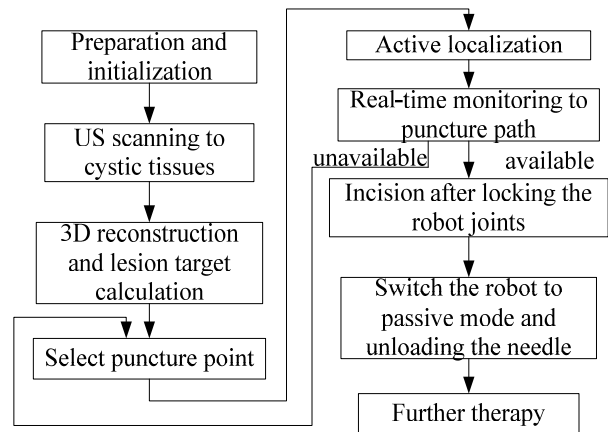 Preparation and
initialization
US scanning to
cystic tissues
3D reconstruction
and lesion target
calculation
Select puncture point
Active localization
Real-time monitoring to
puncture path
unavailable
available
Incision after locking the
robot joints
Switch the robot to
passive mode and
unloading the needle
Further therapy